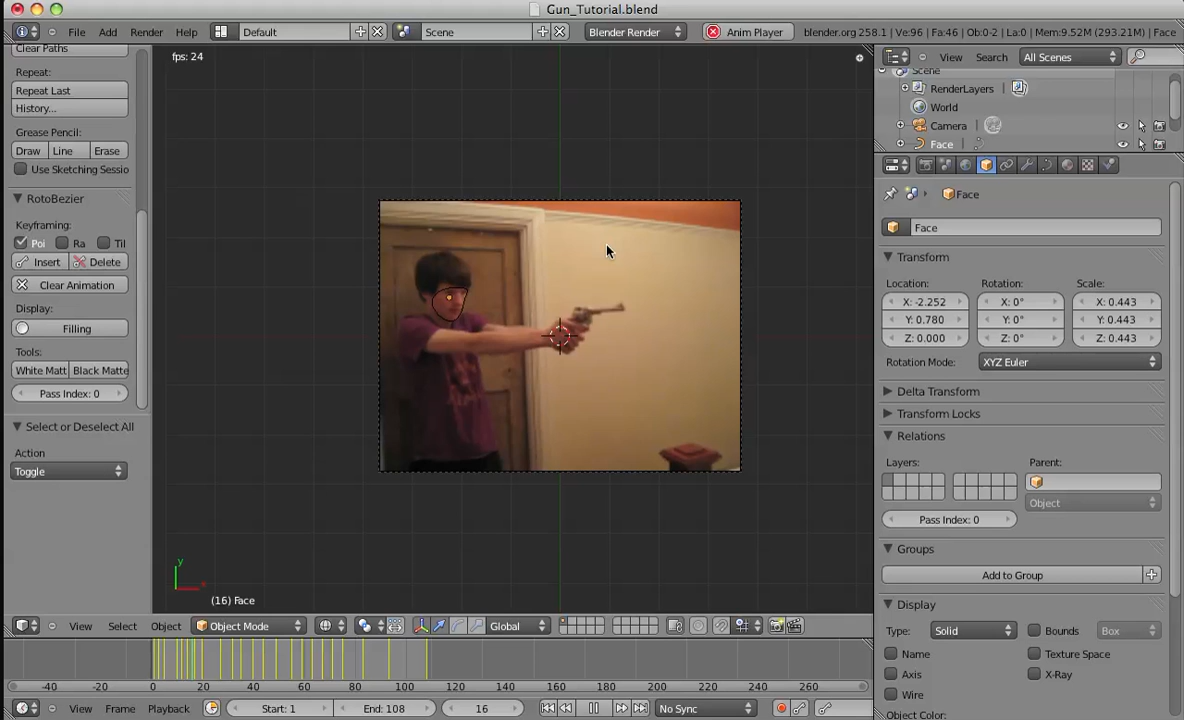 Gun_Tutorial.blend
File Add Render Help Default Scene Blender Render Anim Player blender.org 258.1 | Ve:96 | Fa:46 | Ob:0-2 | La:0 | Mem:9.52M (293.21M) | Face
Clear Paths
Repeat:
Repeat Last
History...
Grease Pencil:
Draw Line Erase
Use Sketching Sessio
RotoBezier
Keyframing:
Poi Ra Til
Insert Delete
Clear Animation
Display:
Filling
Tools:
White Matt Black Matte
Pass Index: 0
Select or Deselect All
Action
Toggle
fps: 24
y
(16) Face
View Select Object Object Mode Global
-40 -20 0 20 40 60 80 100 120 140 160 180 200 220 240 260
View Frame Playback Start: 1 End: 108 16 No Sync
View Search All Scenes
Scene
RenderLayers
World
Camera
Face
Face
Face
Transform
Location: Rotation: Scale:
X: -2.252 X: 0° X: 0.443
Y: 0.780 Y: 0° Y: 0.443
Z: 0.000 Z: 0° Z: 0.443
Rotation Mode: XYZ Euler
Delta Transform
Transform Locks
Relations
Layers: Parent:
Object
Pass Index: 0
Groups
Add to Group
Display
Type: Solid Bounds Box
Name Texture Space
Axis X-Ray
Wire
Object Color: